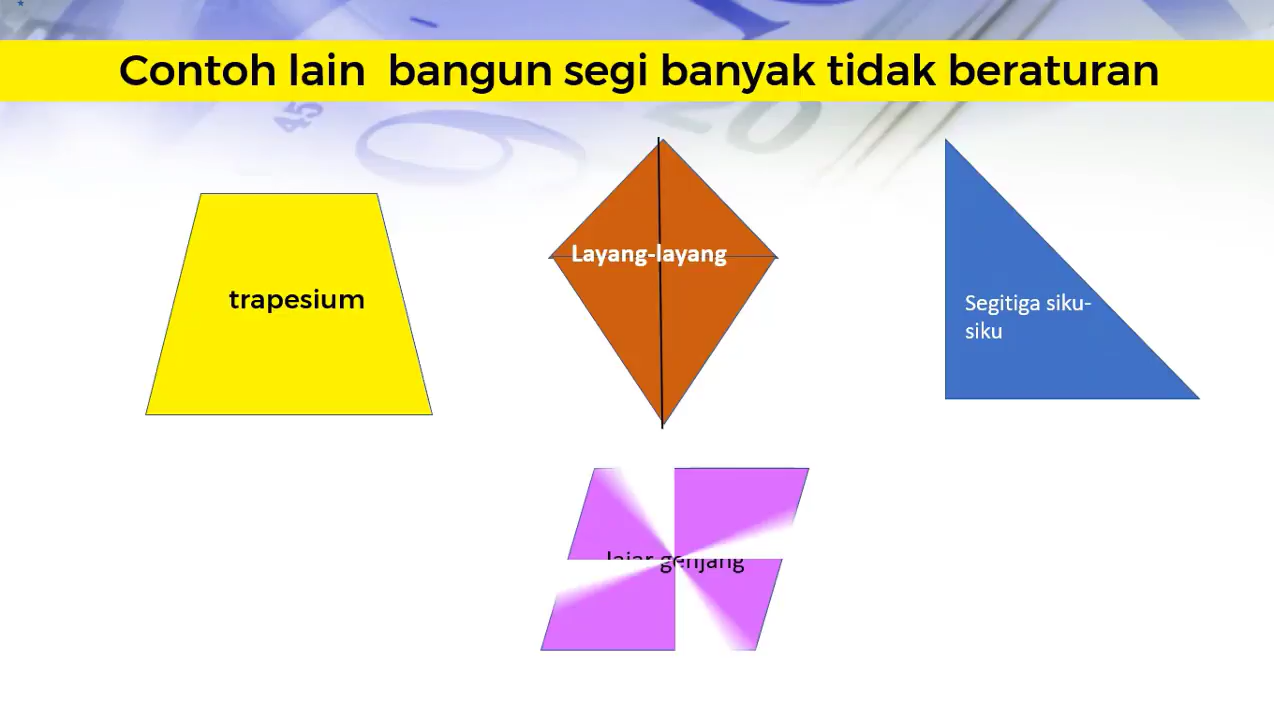 Contoh lain bangun segi banyak tidak beraturan
trapesium
Layang-layang
Segitiga siku-
siku
genjang